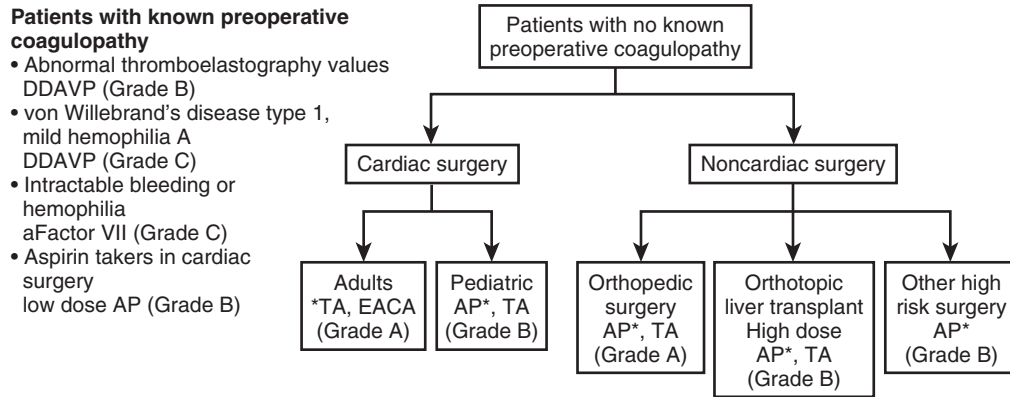 Patients with known preoperative
coagulopathy
• Abnormal thromboelastography values
DDAVP (Grade B)
• von Willebrand's disease type 1,
mild hemophilia A
DDAVP (Grade C)
• Intractable bleeding or
hemophilia
aFactor VII (Grade C)
• Aspirin takers in cardiac
surgery
low dose AP (Grade B)
Patients with no known
preoperative coagulopathy
Cardiac surgery
Noncardiac surgery
Adults
*TA, EACA
(Grade A)
Pediatric
AP*, TA
(Grade B)
Orthopedic
surgery
AP*, TA
(Grade A)
Orthotopic
liver transplant
High dose
AP*, TA
(Grade B)
Other high
risk surgery
AP*
(Grade B)